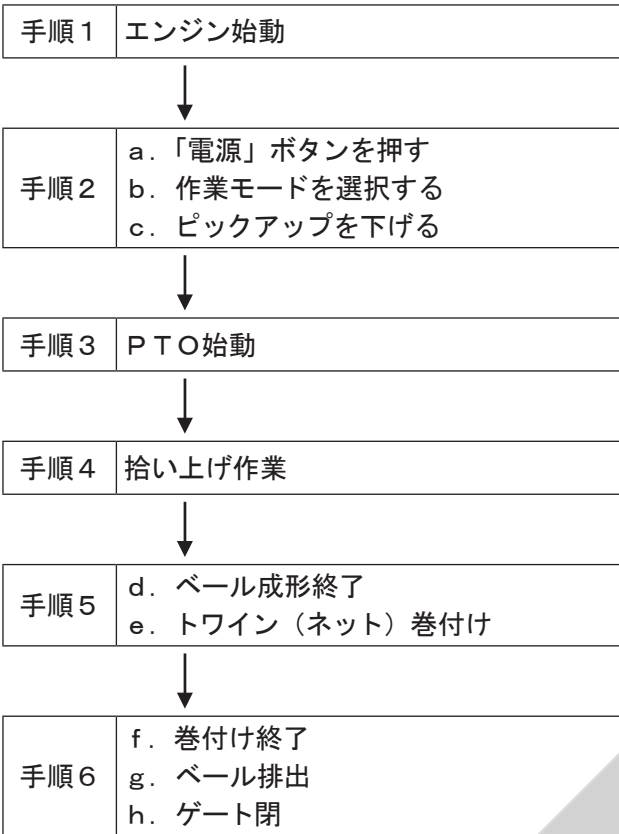 手順１ エンジン始動
ａ．「電源」ボタンを押す
手順２ ｂ．作業モードを選択する
ｃ．ピックアップを下げる
手順３ ＰＴＯ始動
手順４ 拾い上げ作業
手順５ ｄ．ベール成形終了
ｅ．トワイン（ネット）巻付け
ｆ．巻付け終了
手順６ ｇ．ベール排出
ｈ．ゲート閉